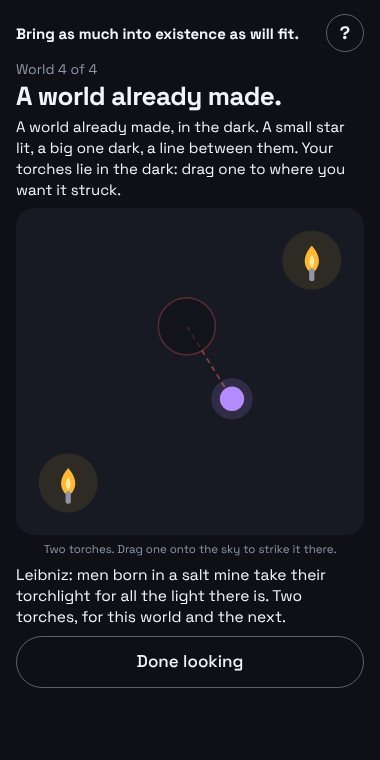 Bring as much into existence as will fit.
?
World 4 of 4
A world already made.
A world already made, in the dark. A small star
lit, a big one dark, a line between them. Your
torches lie in the dark: drag one to where you
want it struck.
Two torches. Drag one onto the sky to strike it there.
Leibniz: men born in a salt mine take their
torchlight for all the light there is. Two
torches, for this world and the next.
Done looking